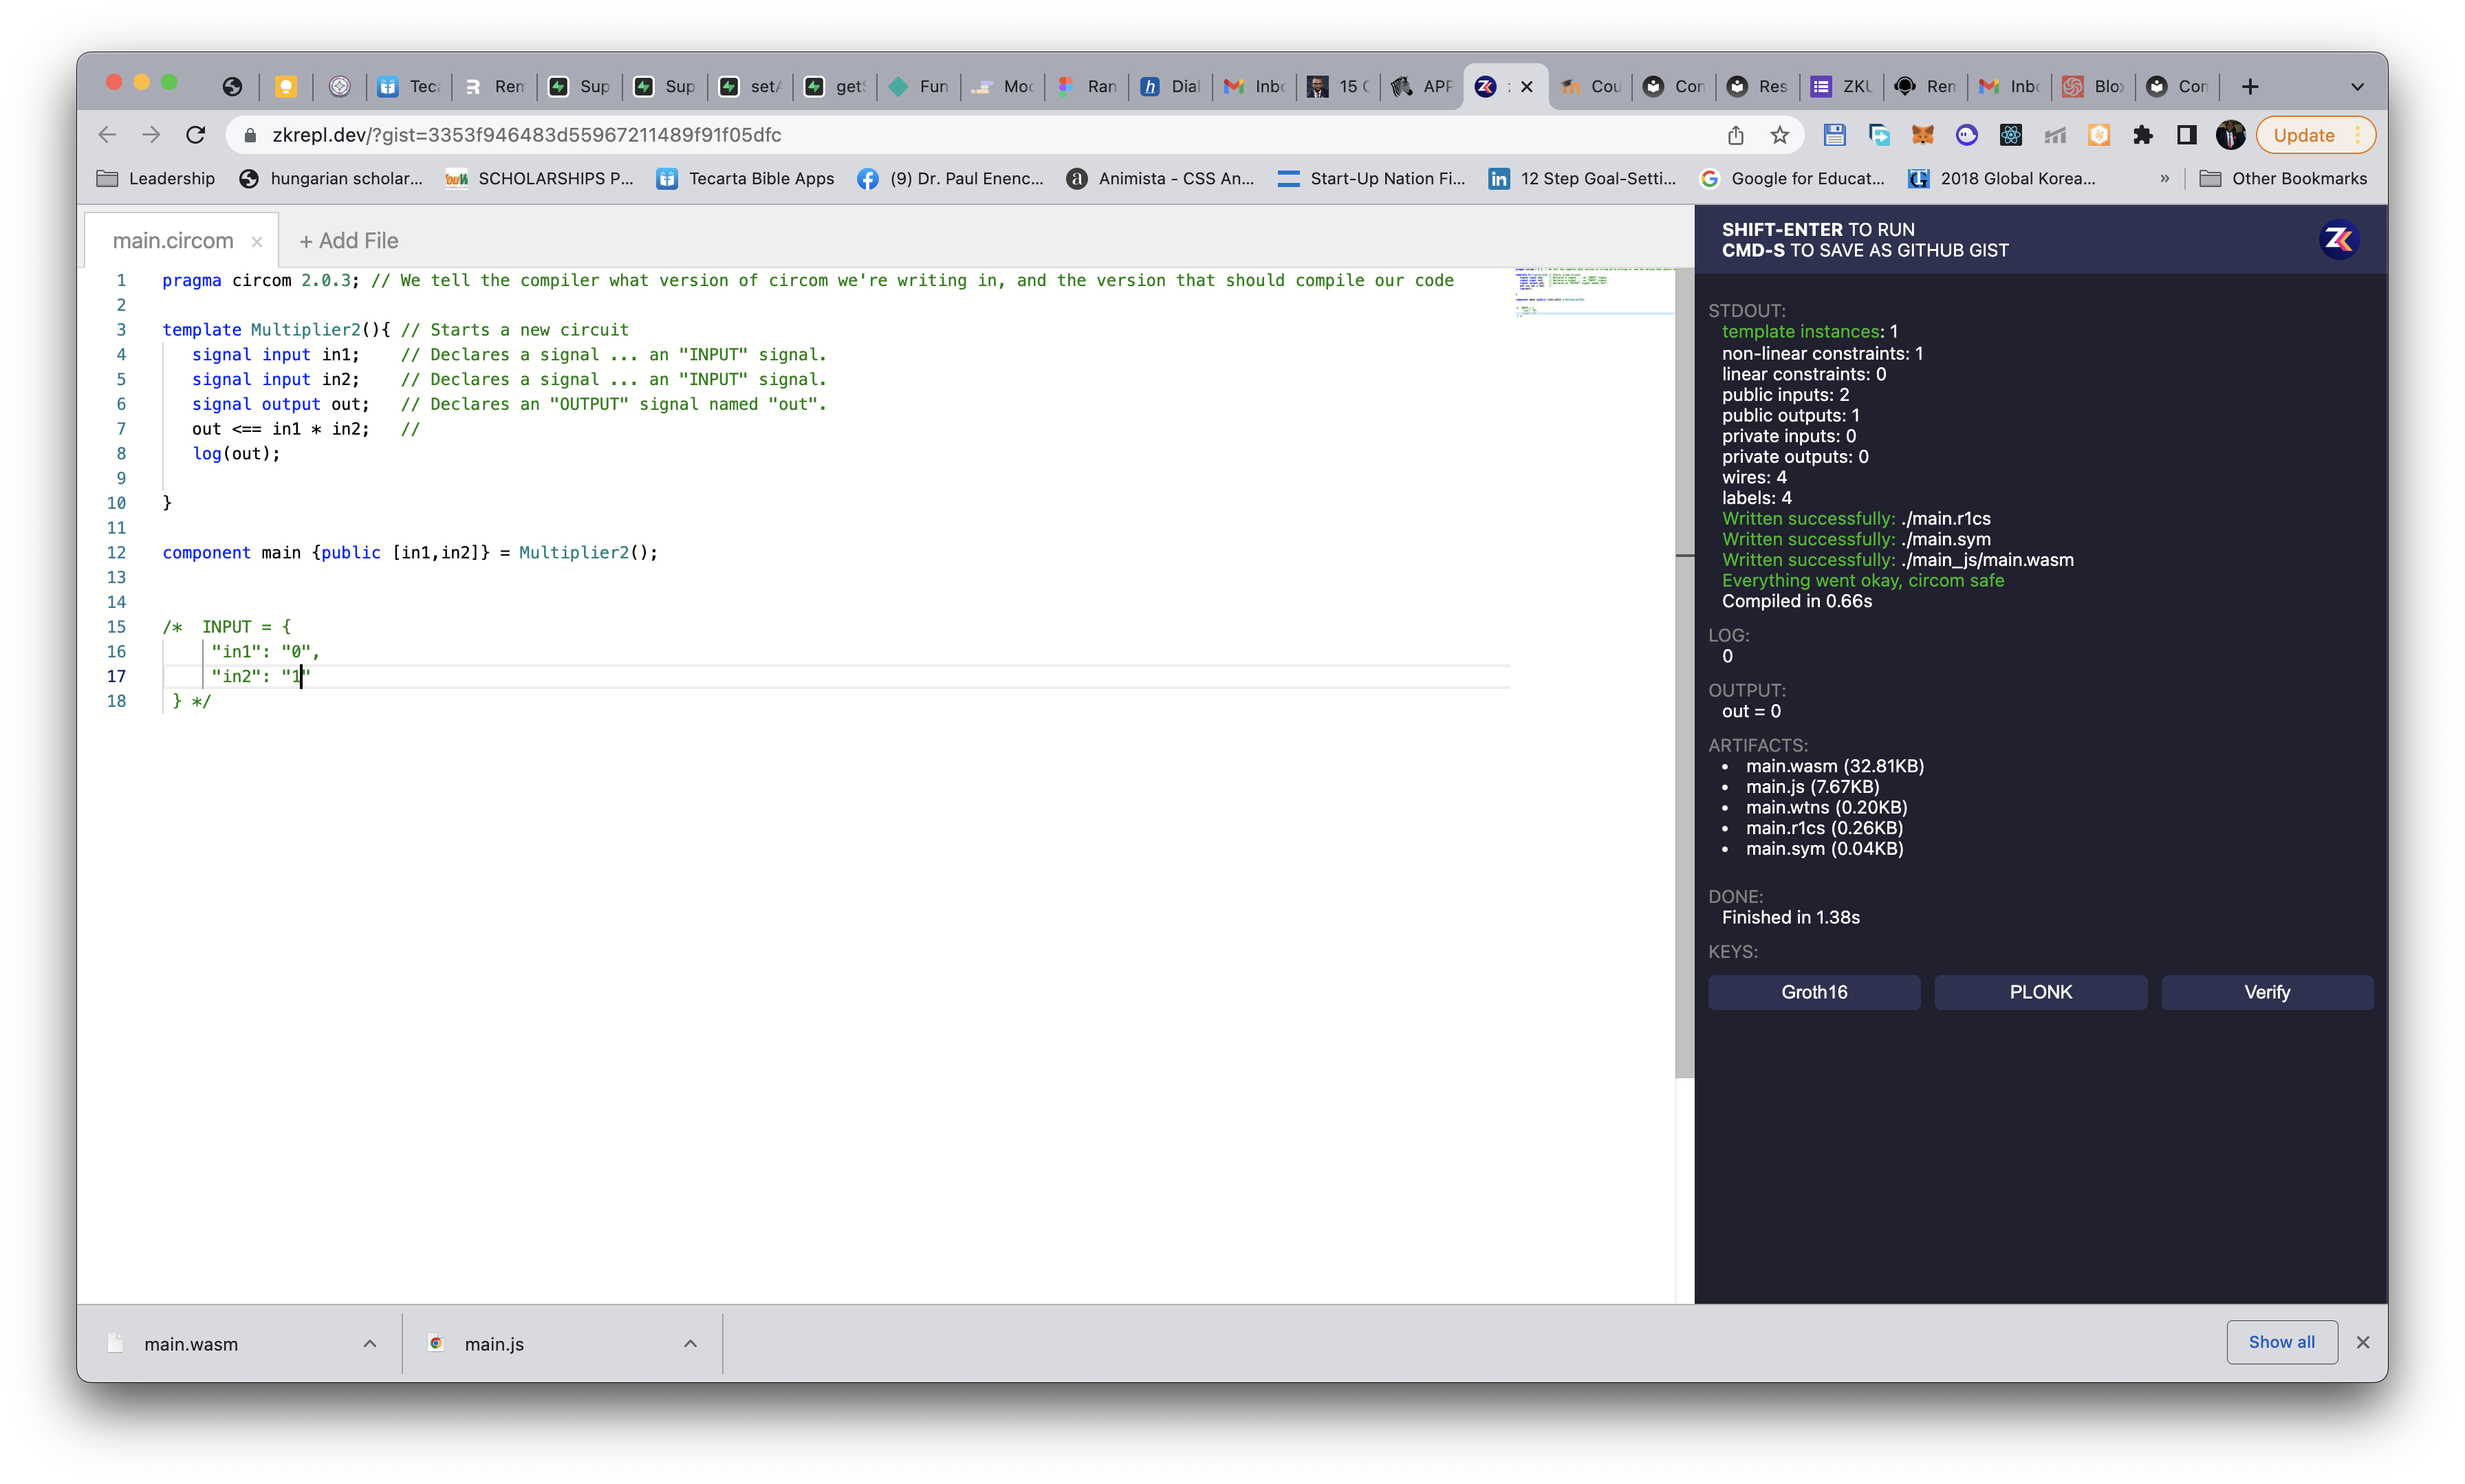 Tec
Rem
Sup
Sup
setA
getS
Fun
Moc
Ran
Dial
Inbo
15
APP
Cou
Con
Res
ZKU
Rem
Inbo
Blo
Con
zkrepl.dev/?gist=3353f946483d55967211489f91f05dfc
Update
Leadership
hungarian scholar...
SCHOLARSHIPS P...
Tecarta Bible Apps
(9) Dr. Paul Enenc...
Animista - CSS An...
Start-Up Nation Fi...
12 Step Goal-Setti...
Google for Educat...
2018 Global Korea...
»
Other Bookmarks
main.circom
+ Add File
1 pragma circom 2.0.3; // We tell the compiler what version of circom we're writing in, and the version that should compile our code
2
3 template Multiplier2(){ // Starts a new circuit
4 signal input in1; // Declares a signal ... an "INPUT" signal.
5 signal input in2; // Declares a signal ... an "INPUT" signal.
6 signal output out; // Declares an "OUTPUT" signal named "out".
7 out <== in1 * in2; //
8 log(out);
9
10 }
11
12 component main {public [in1,in2]} = Multiplier2();
13
14
15 /* INPUT = {
16 "in1": "0",
17 "in2": "1"
18 } */
SHIFT-ENTER TO RUN
CMD-S TO SAVE AS GITHUB GIST
STDOUT:
template instances: 1
non-linear constraints: 1
linear constraints: 0
public inputs: 2
public outputs: 1
private inputs: 0
private outputs: 0
wires: 4
labels: 4
Written successfully: ./main.r1cs
Written successfully: ./main.sym
Written successfully: ./main_js/main.wasm
Everything went okay, circom safe
Compiled in 0.66s
LOG:
0
OUTPUT:
out = 0
ARTIFACTS:
• main.wasm (32.81KB)
• main.js (7.67KB)
• main.wtns (0.20KB)
• main.r1cs (0.26KB)
• main.sym (0.04KB)
DONE:
Finished in 1.38s
KEYS:
Groth16
PLONK
Verify
main.wasm
main.js
Show all